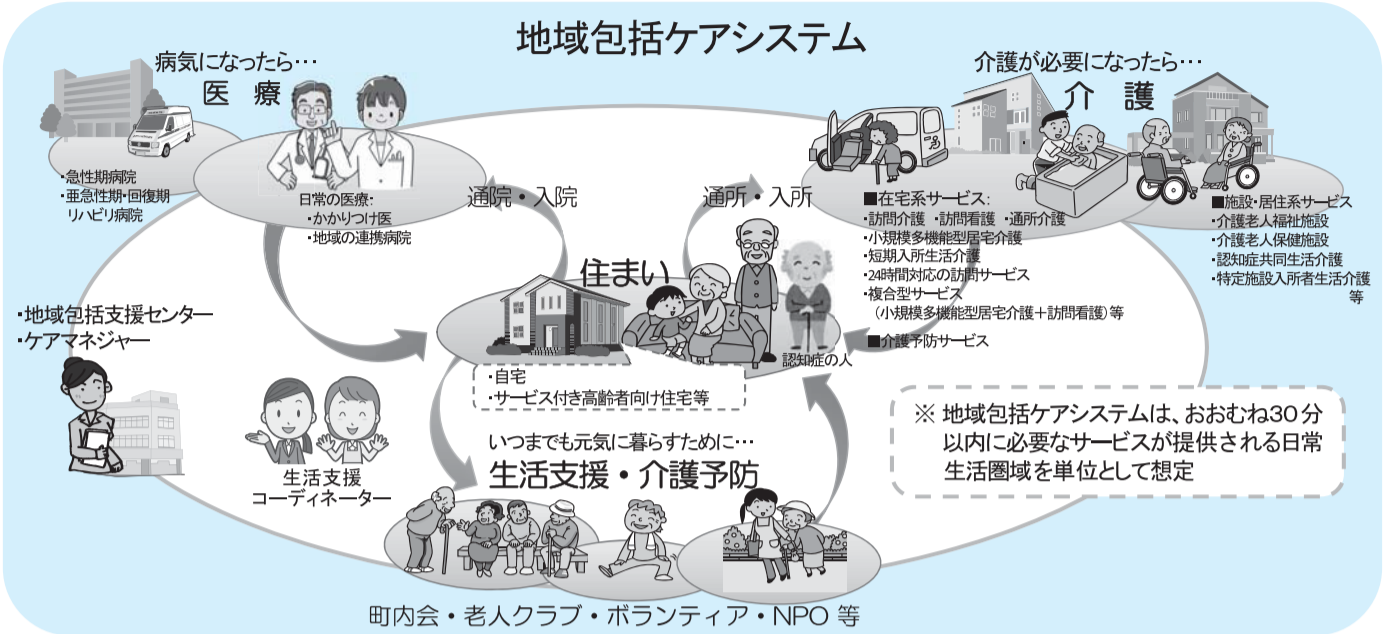 地域包括ケアシステム
病気になったら…
医 療
・急性期病院
・亜急性期・回復期
リハビリ病院
日常の医療:
・かかりつけ医
・地域の連携病院
通院・入院
通所・入所
介護が必要になったら…
介 護
■在宅系サービス:
・訪問介護 ・訪問看護 ・通所介護
・小規模多機能型居宅介護
・短期入所生活介護
・24時間対応の訪問サービス
・複合型サービス
（小規模多機能型居宅介護＋訪問看護）等
■介護予防サービス
■施設・居住系サービス
・介護老人福祉施設
・介護老人保健施設
・認知症共同生活介護
・特定施設入所者生活介護
等
住まい
認知症の人
・自宅
・サービス付き高齢者向け住宅等
・地域包括支援センター
・ケアマネジャー
生活支援
コーディネーター
いつまでも元気に暮らすために…
生活支援・介護予防
町内会・老人クラブ・ボランティア・NPO 等
※ 地域包括ケアシステムは、おおむね30分
以内に必要なサービスが提供される日常
生活圏域を単位として想定